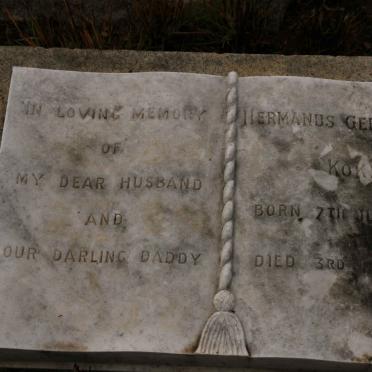 IN LOVING MEMORY
OF
MY DEAR HUSBAND
AND
OUR DARLING DADDY
HERMANUS
BORN 7TH
DIED 3RD